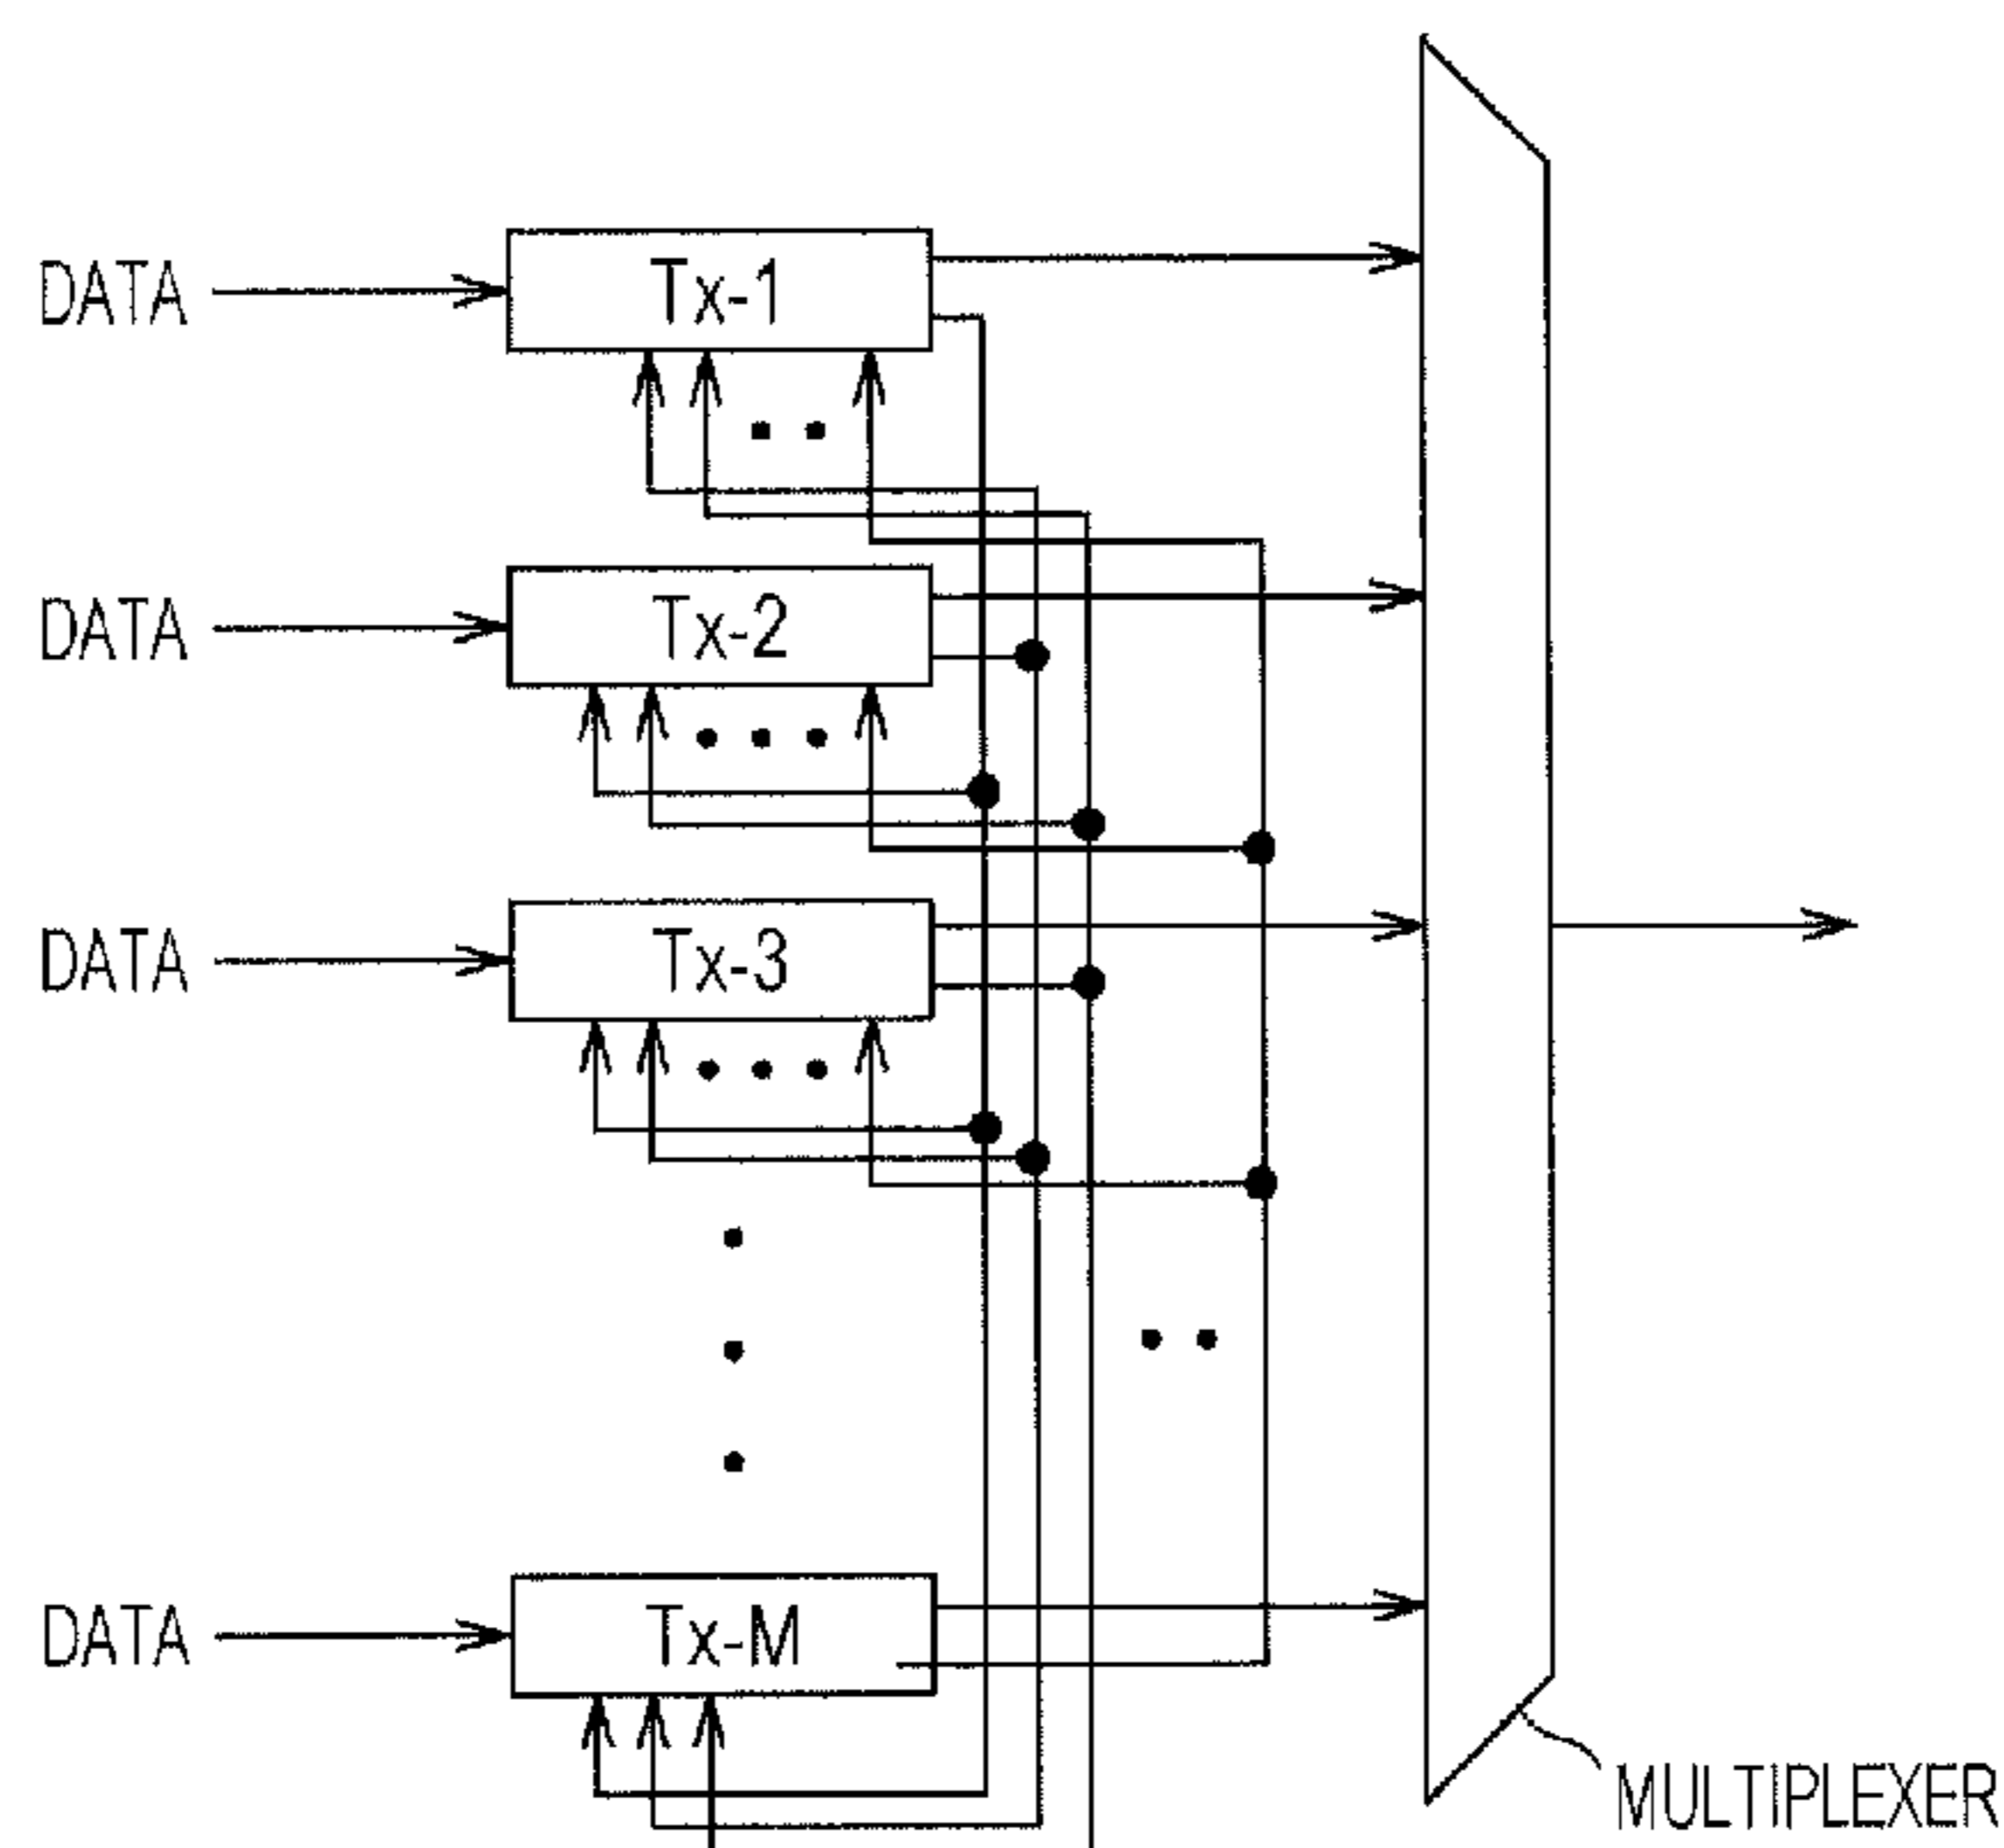 DATA
Tx-1
DATA
Tx-2
DATA
Tx-3
DATA
Tx-M
MULTIPLEXER